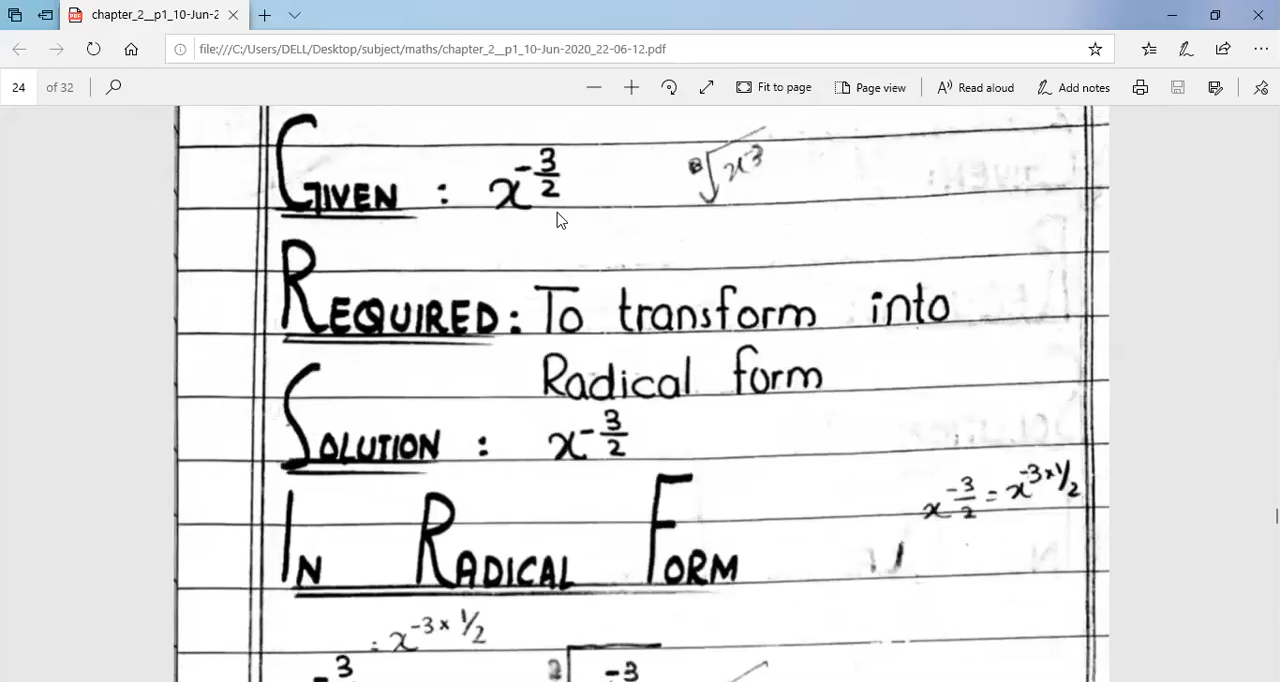 chapter_2_p1_10-Jun-2
file:///C:/Users/DELL/Desktop/subject/maths/chapter_2__p1_10-Jun-2020_22-06-12.pdf
24 of 32
Fit to page
Page view
Read aloud
Add notes
GIVEN : x^-3/2
REQUIRED : To transform into
Radical form
SOLUTION : x^-3/2
x^-3/2 = x^-3×1/2
IN RADICAL FORM
= x^-3×1/2